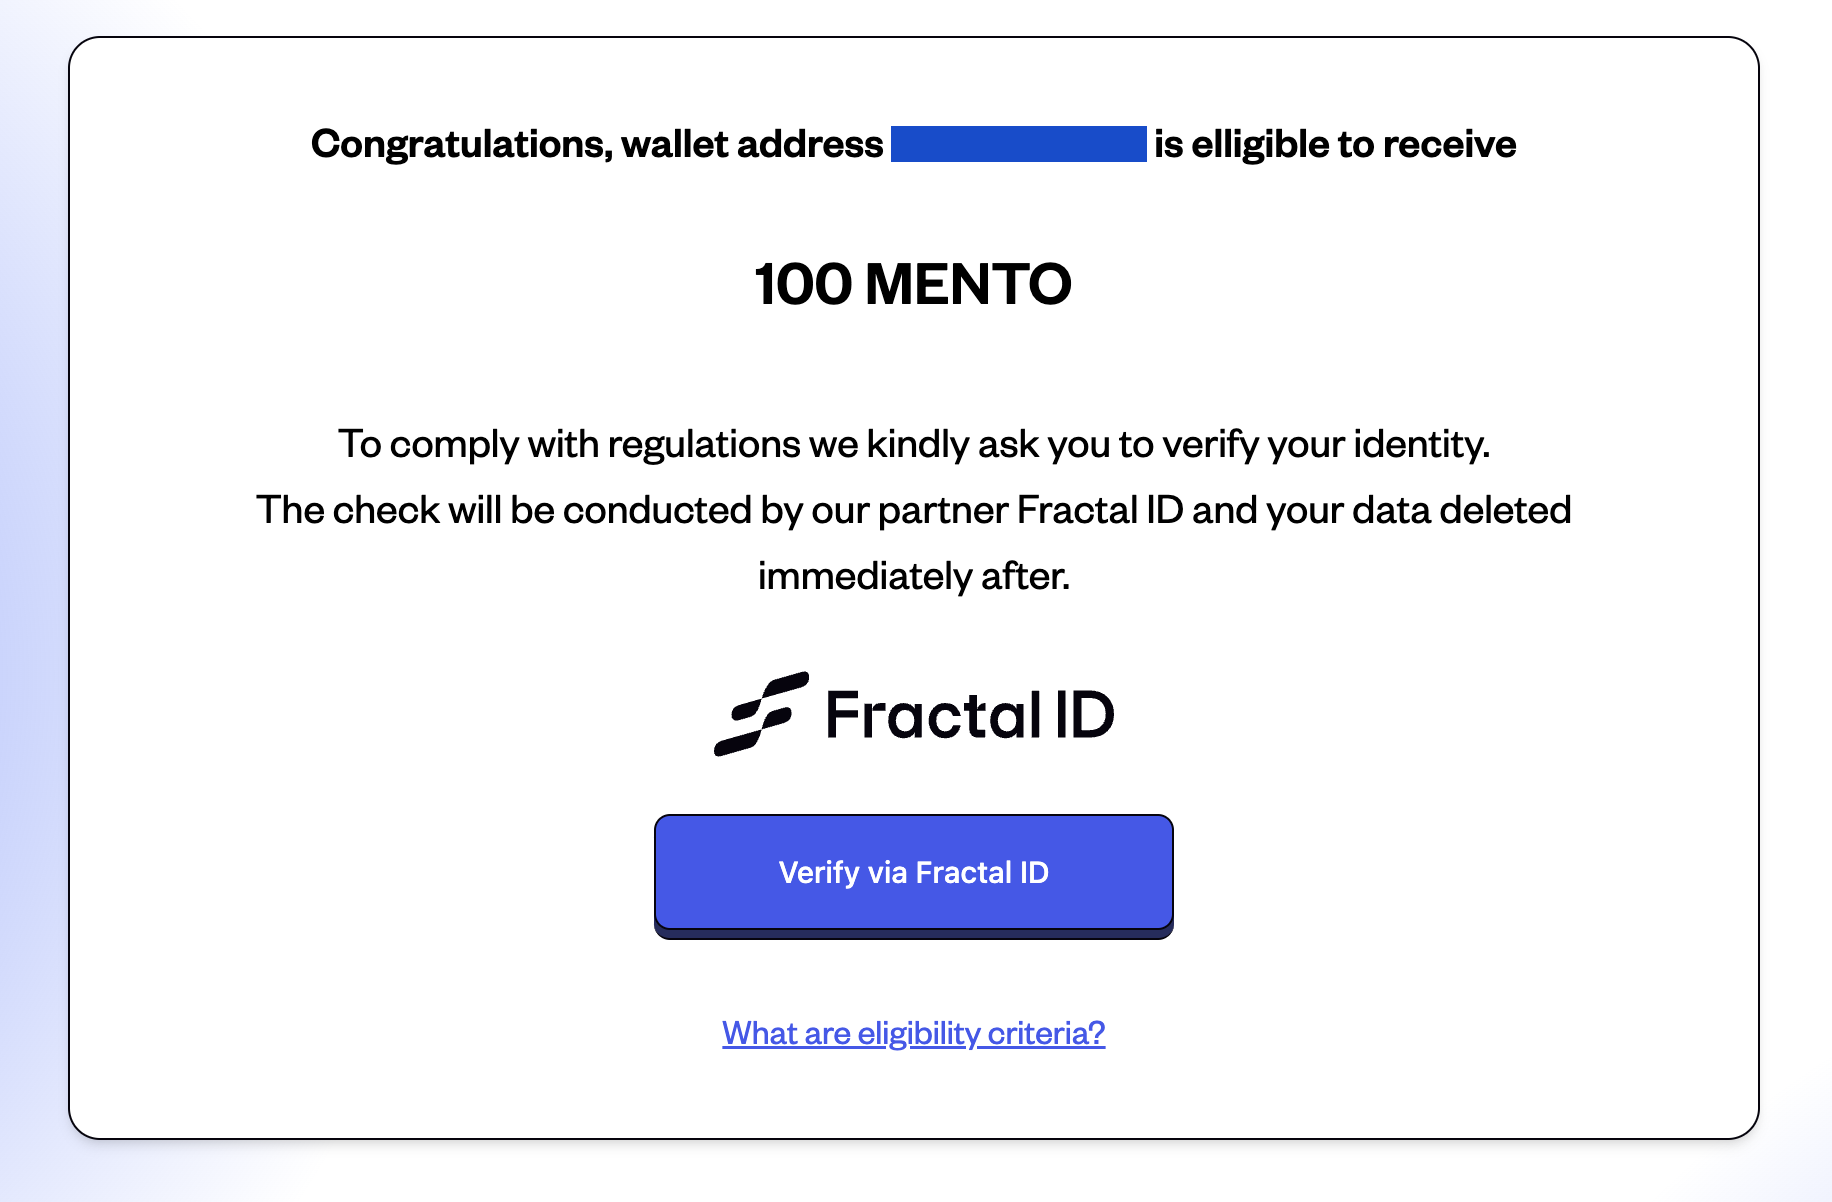 Congratulations, wallet address is elligible to receive
100 MENTO
To comply with regulations we kindly ask you to verify your identity.
The check will be conducted by our partner Fractal ID and your data deleted
immediately after.
Fractal ID
Verify via Fractal ID
What are eligibility criteria?